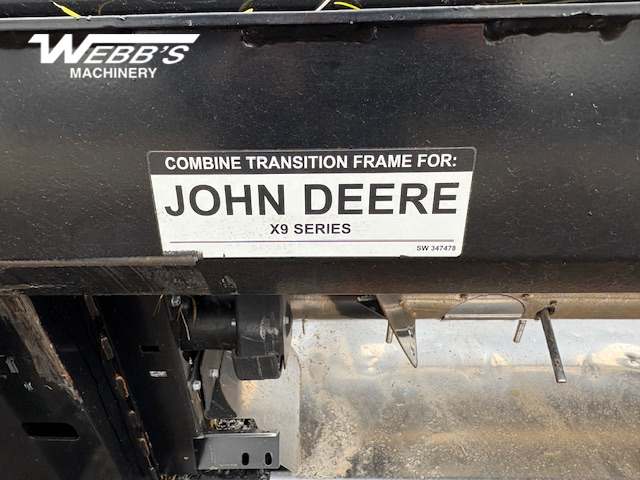 WEBB'S
MACHINERY
COMBINE TRANSITION FRAME FOR:
JOHN DEERE
X9 SERIES
SW 347478